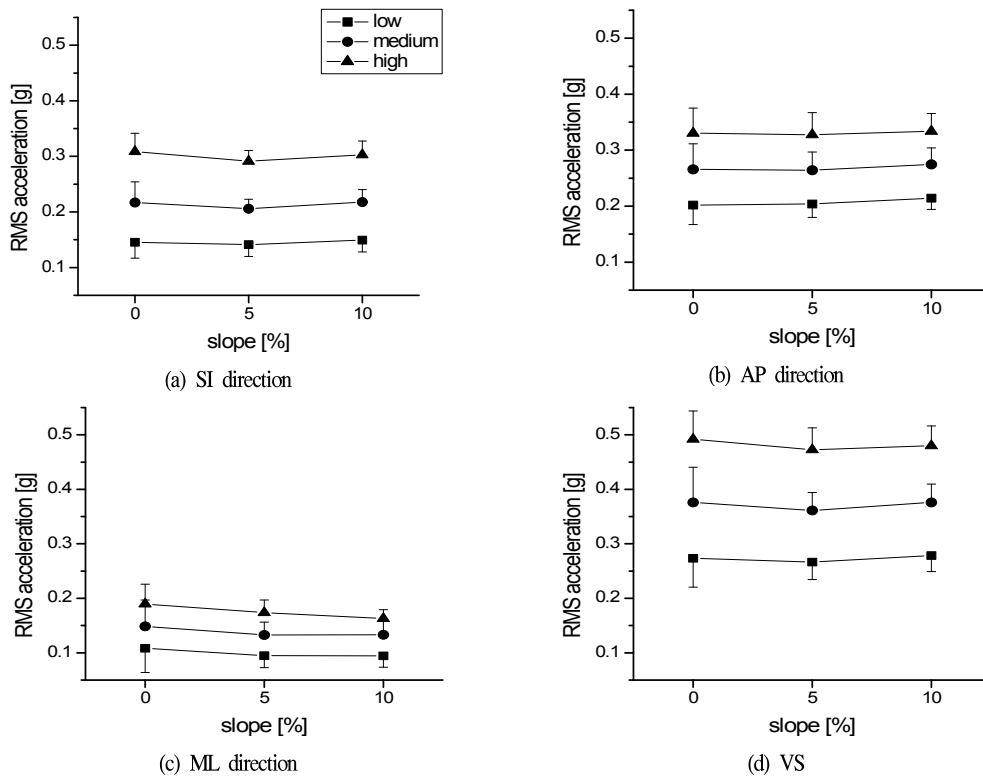 low
medium
high
RMS acceleration [g]
0.5
0.4
0.3
0.2
0.1
0 5 10
slope [%]
(a) SI direction
RMS acceleration [g]
0.5
0.4
0.3
0.2
0.1
0 5 10
slope [%]
(b) AP direction
RMS acceleration [g]
0.5
0.4
0.3
0.2
0.1
0 5 10
slope [%]
(c) ML direction
RMS acceleration [g]
0.5
0.4
0.3
0.2
0.1
0 5 10
slope [%]
(d) VS